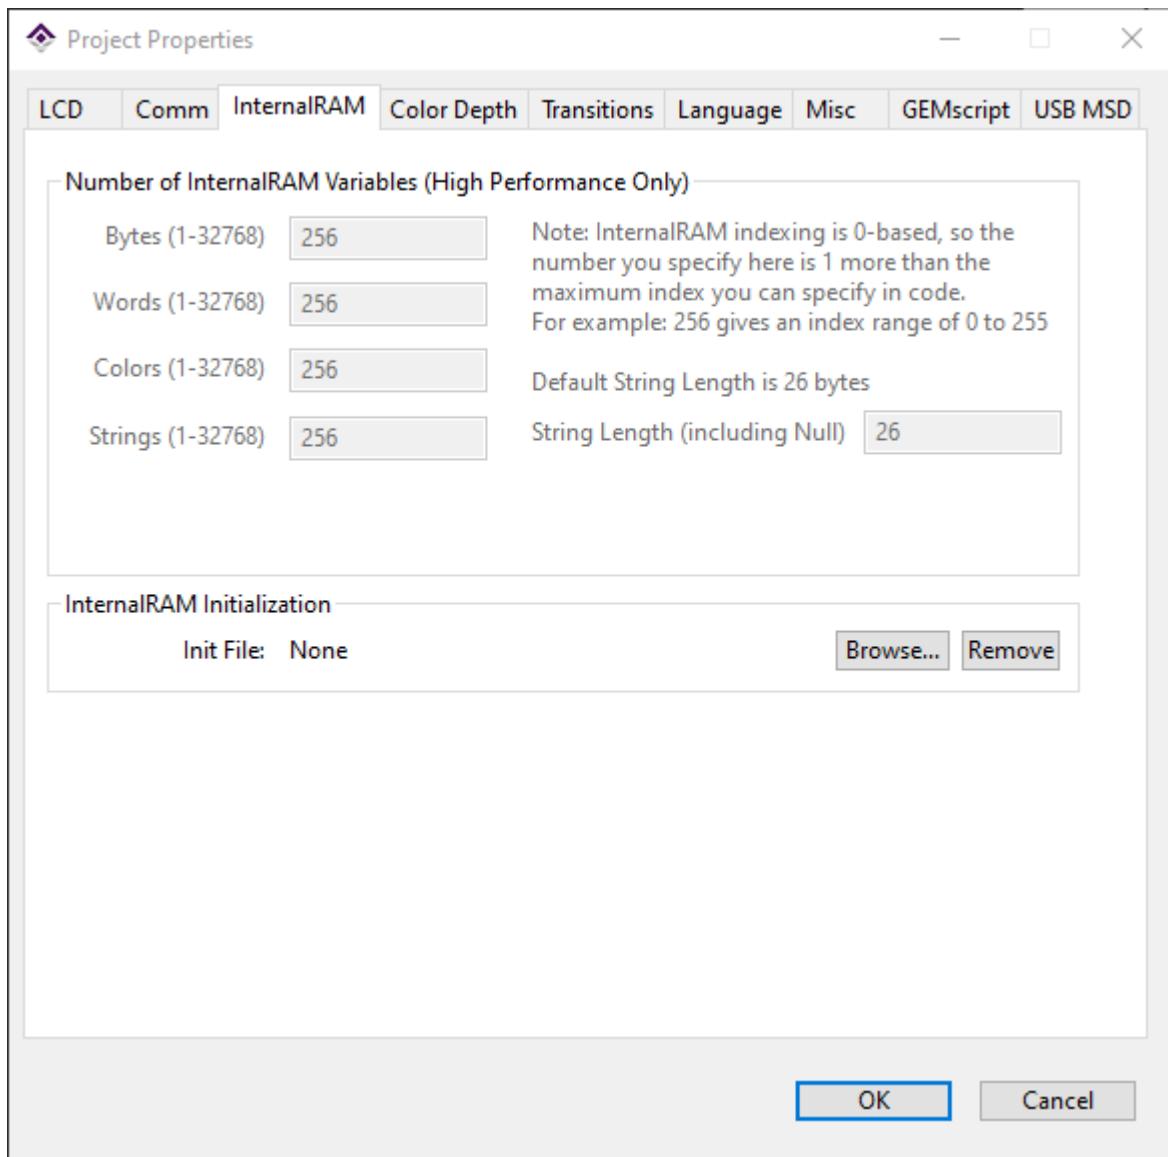 Project Properties
LCD Comm InternalRAM Color Depth Transitions Language Misc GEMscript USB MSD
Number of InternalRAM Variables (High Performance Only)
Bytes (1-32768) 256
Words (1-32768) 256
Colors (1-32768) 256
Strings (1-32768) 256
Note: InternalRAM indexing is 0-based, so the
number you specify here is 1 more than the
maximum index you can specify in code.
For example: 256 gives an index range of 0 to 255
Default String Length is 26 bytes
String Length (including Null) 26
InternalRAM Initialization
Init File: None Browse... Remove
OK Cancel